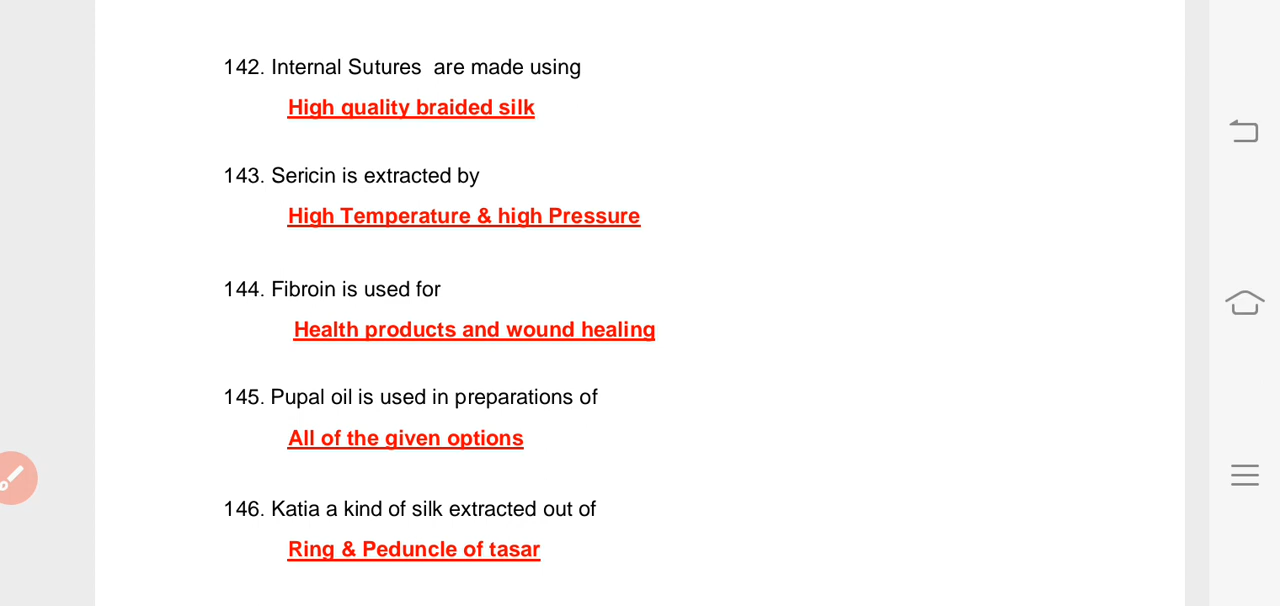 142. Internal Sutures are made using
High quality braided silk
143. Sericin is extracted by
High Temperature & high Pressure
144. Fibroin is used for
Health products and wound healing
145. Pupal oil is used in preparations of
All of the given options
146. Katia a kind of silk extracted out of
Ring & Peduncle of tasar